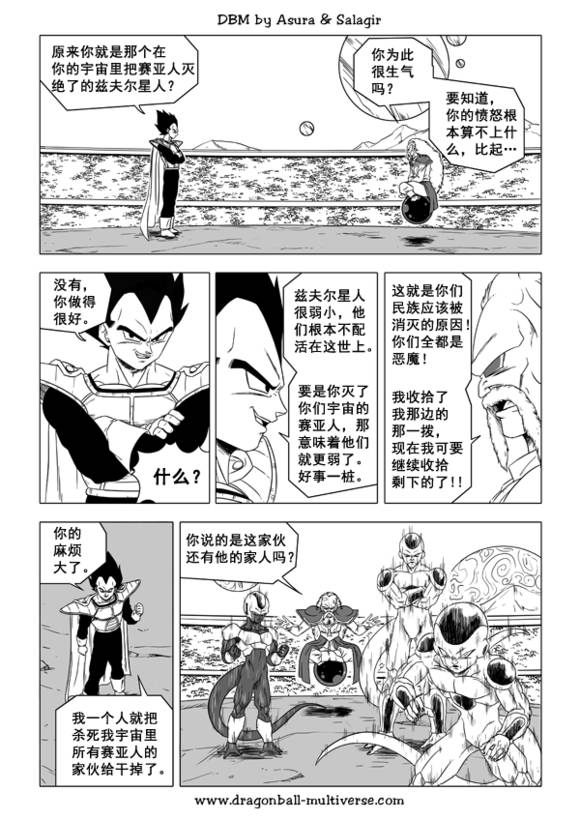 DBM by Asura & Salagir
原来你就是那个在
你的宇宙里把赛亚人灭
绝了的兹夫尔星人？
你为此
很生气
吗？
要知道，
你的愤怒根
本算不上什
么，比起…
没有，
你做得
很好。
什么？
兹夫尔星人
很弱小，他
们根本不配
活在这世上。
要是你灭了
你们宇宙的
赛亚人，那
意味着他们
就更弱了。
好事一桩。
这就是你们
民族应该被
消灭的原因！
你们全都是
恶魔！
我收拾了
我那边的
那一拨，
现在我可要
继续收拾
剩下的了！！
你的
麻烦
大了。
我一个人就把
杀死我宇宙里
所有赛亚人的
家伙给干掉了。
你说的是这家伙
还有他的家人吗？
www.dragonball-multiverse.com